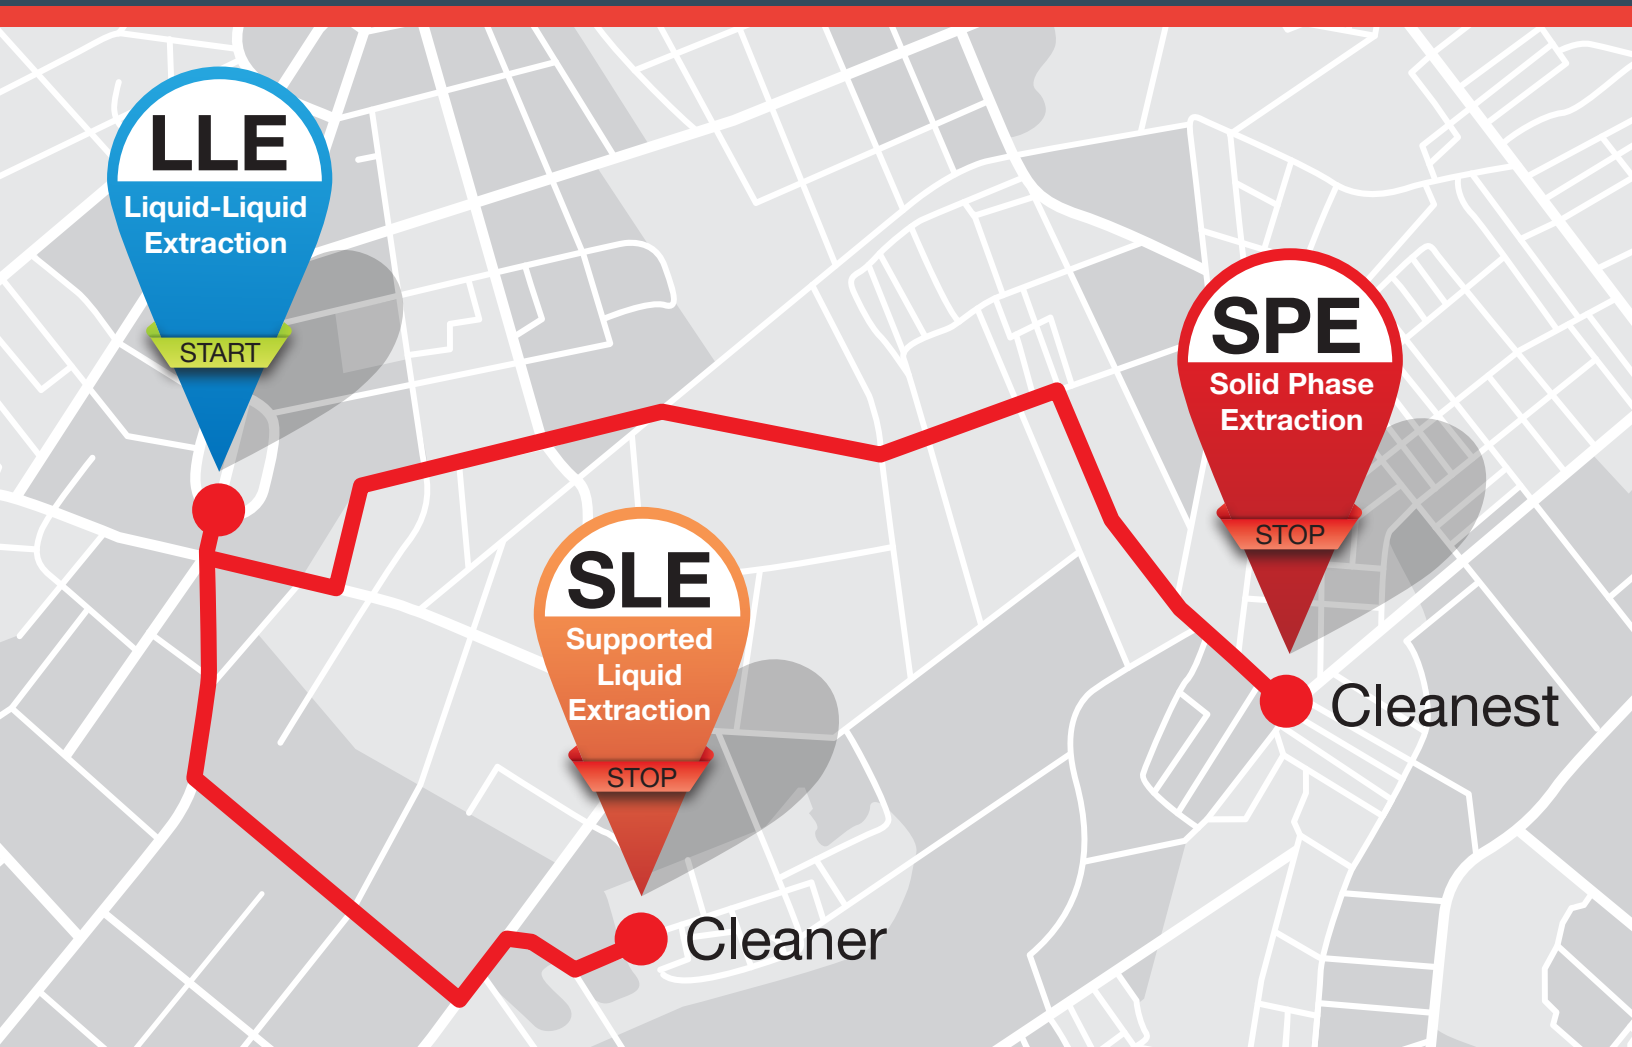 LLE
Liquid-Liquid
Extraction
START
SPE
Solid Phase
Extraction
STOP
Cleanest
SLE
Supported
Liquid
Extraction
STOP
Cleaner